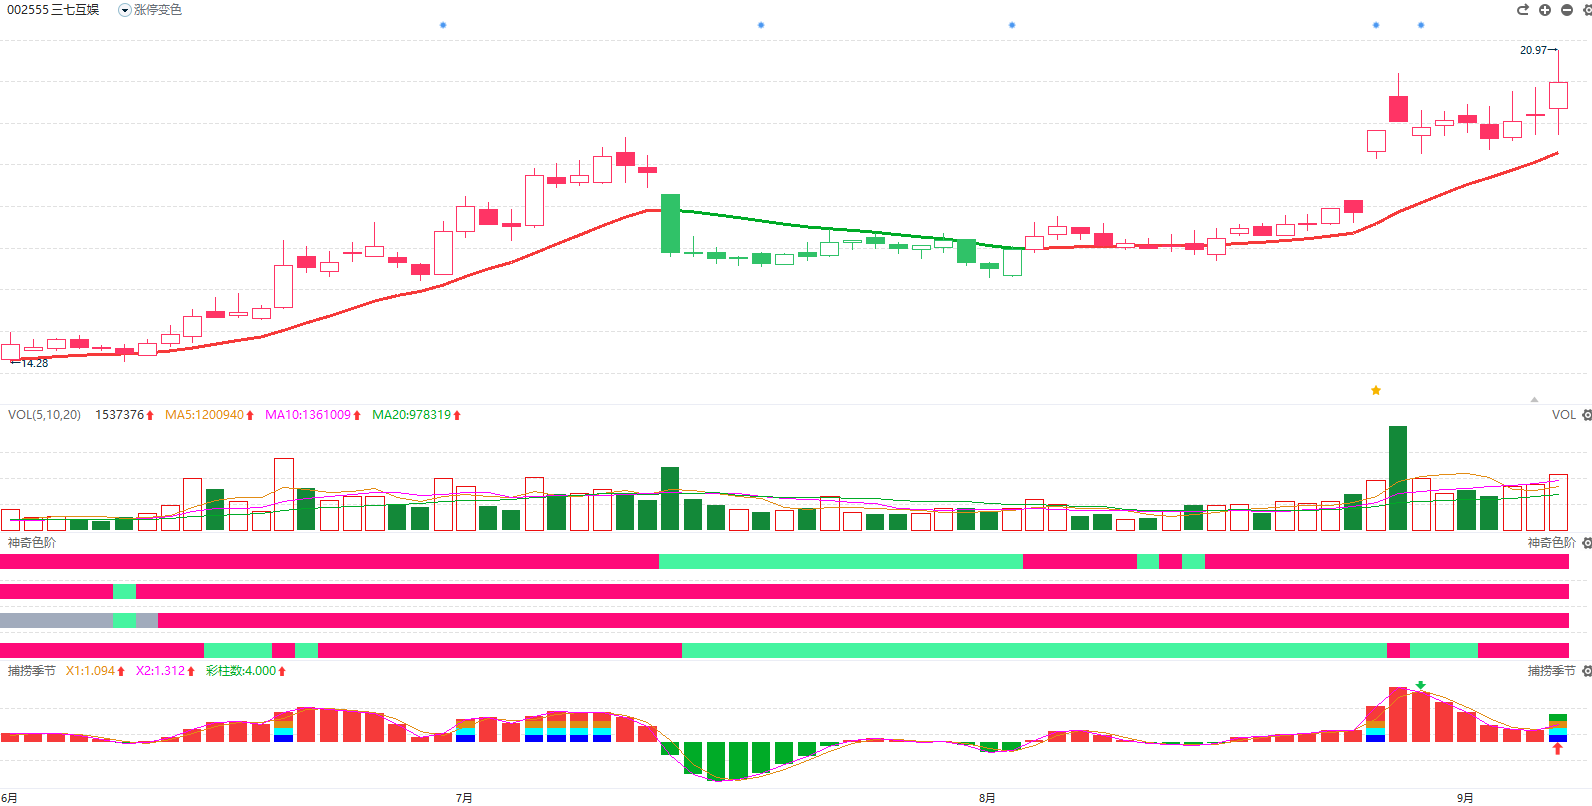 002555 三七互娱 涨停变色
20.97
14.28
VOL(5,10,20) 1537376 MA5:1200940 MA10:1361009 MA20:978319 VOL
神奇色阶 神奇色阶
捕捞季节 X1:1.094 X2:1.312 彩柱数:4.000 捕捞季节
6月 7月 8月 9月